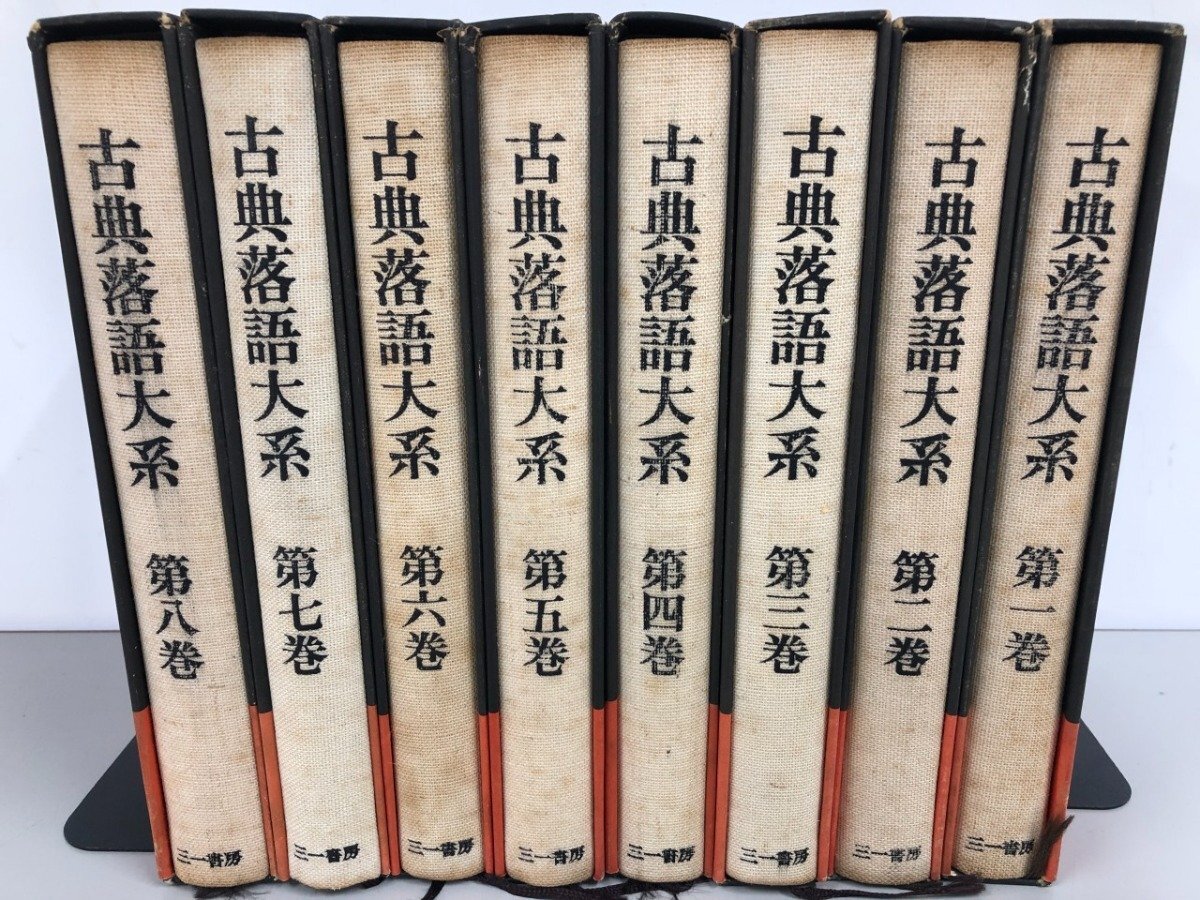 古典落語大系 第八巻 三一書房
古典落語大系 第七巻 三一書房
古典落語大系 第六巻 三一書房
古典落語大系 第五巻 三一書房
古典落語大系 第四巻 三一書房
古典落語大系 第三巻 三一書房
古典落語大系 第二巻 三一書房
古典落語大系 第一巻 三一書房